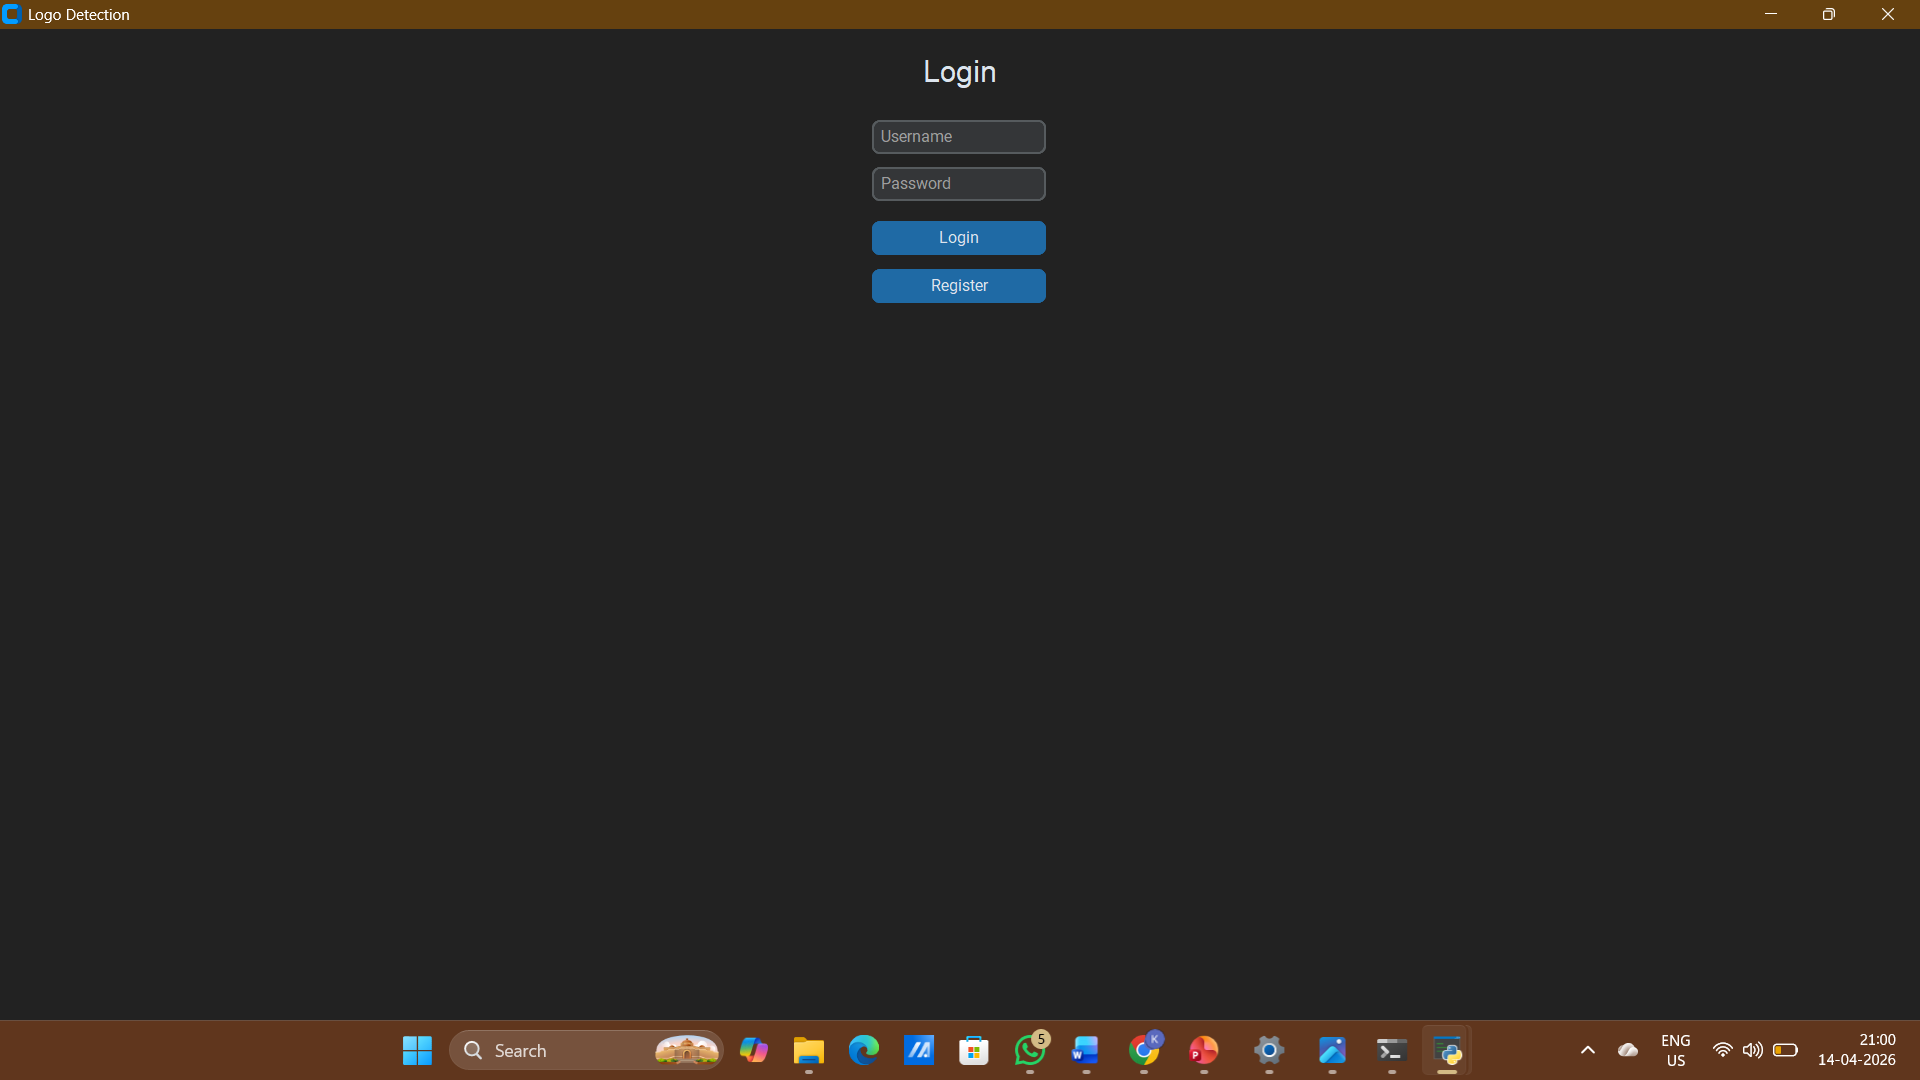 Logo Detection
Login
Username
Password
Login
Register
Search
5
W
K
P
ENG
US
21:00
14-04-2026